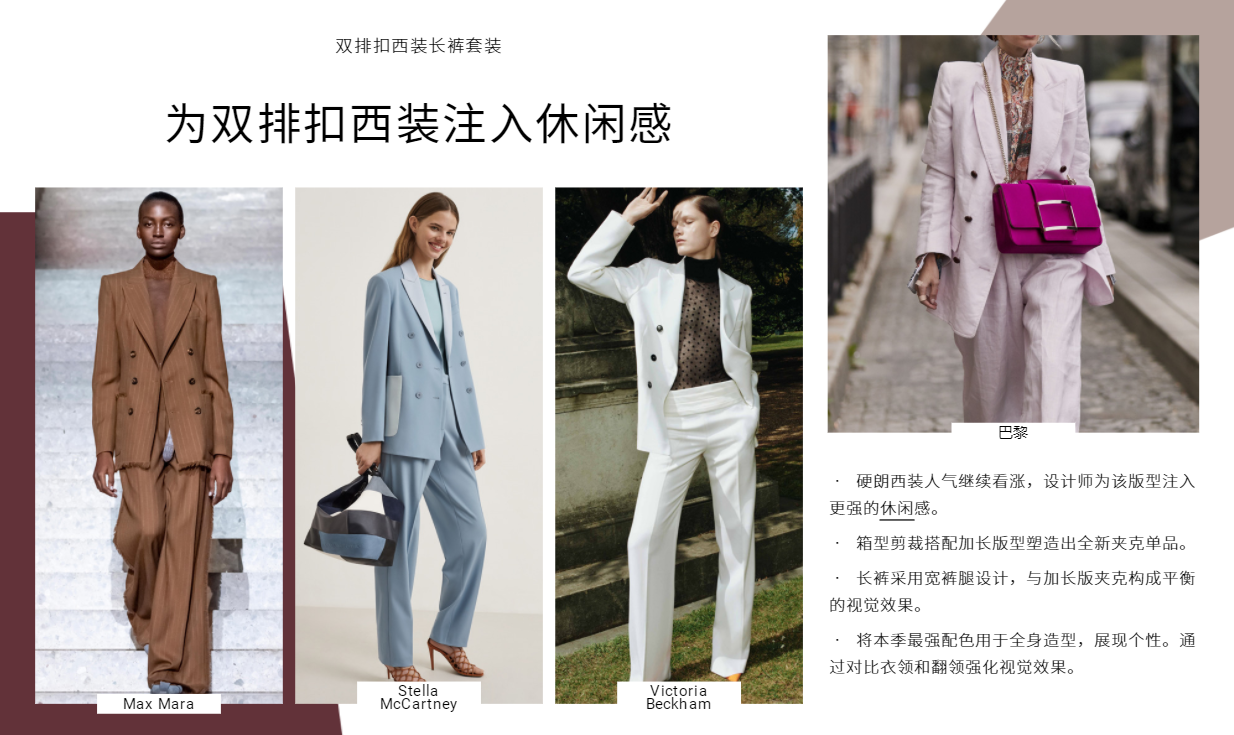 双排扣西装长裤套装
为双排扣西装注入休闲感
Max Mara
Stella
McCartney
Victoria
Beckham
巴黎
· 硬朗西装人气继续看涨，设计师为该版型注入
更强的休闲感。
· 箱型剪裁搭配加长版型塑造出全新夹克单品。
· 长裤采用宽裤腿设计，与加长版夹克构成平衡
的视觉效果。
· 将本季最强配色用于全身造型，展现个性。通
过对比衣领和翻领强化视觉效果。